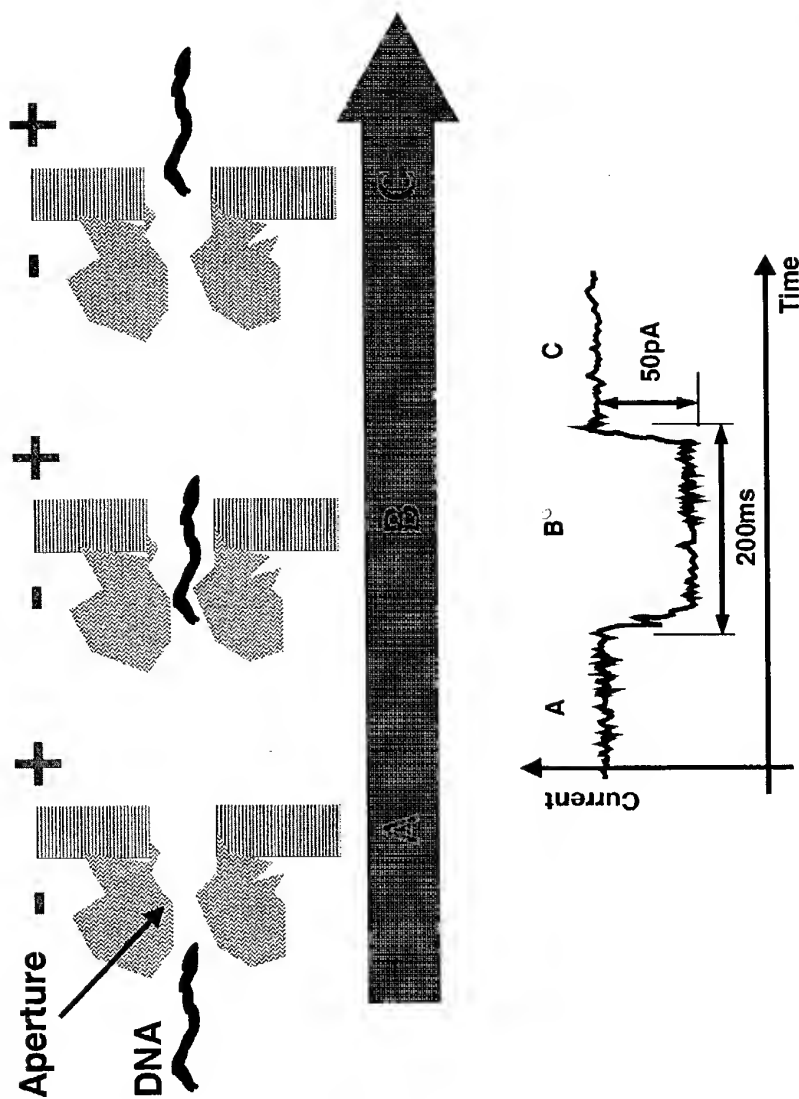 Aperture
- +
- +
- +
DNA
A B C
Current
A
B
C
50pA
200ms
Time